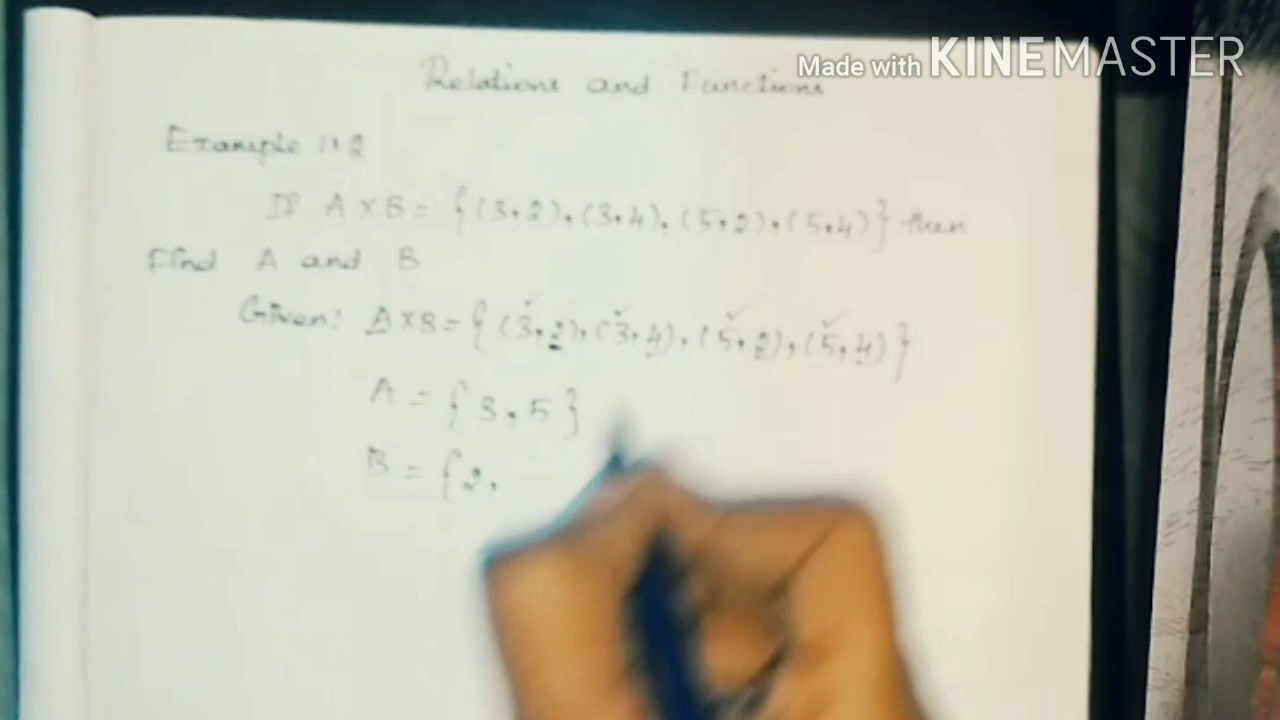 Made with KINEMASTER
Relations and Functions
Example 1.2
If A × B = {(3,2), (3,4), (5,2), (5,4)} then
Find A and B
Given: A×B = {(3,2), (3,4), (5,2), (5,4)}
A = {3, 5}
B = {2,